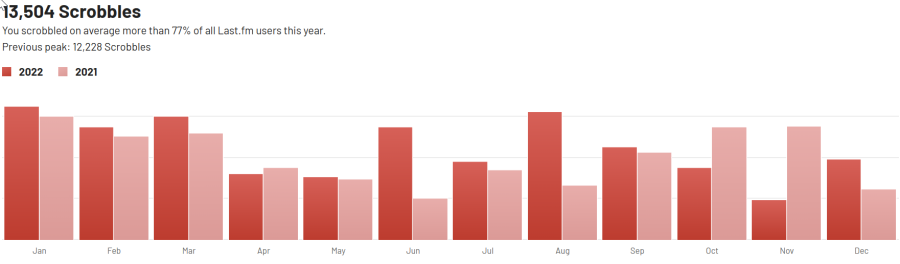 13,504 Scrobbles
You scrobbled on average more than 77% of all Last.fm users this year.
Previous peak: 12,228 Scrobbles
2022 2021
Jan Feb Mar Apr May Jun Jul Aug Sep Oct Nov Dec